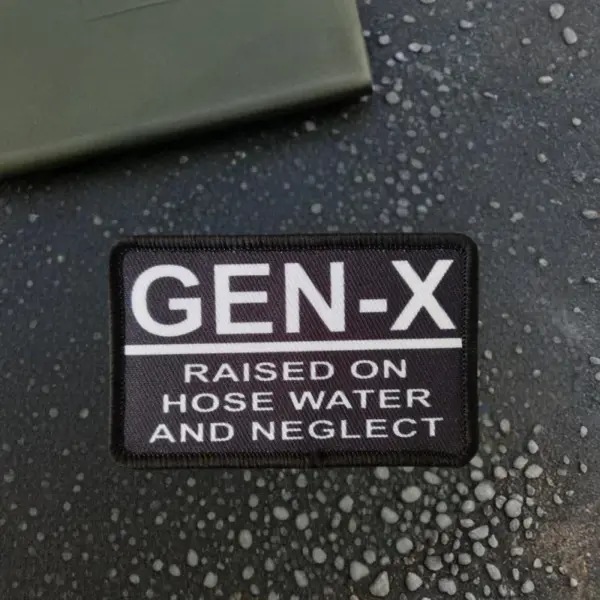 GEN-X
RAISED ON
HOSE WATER
AND NEGLECT